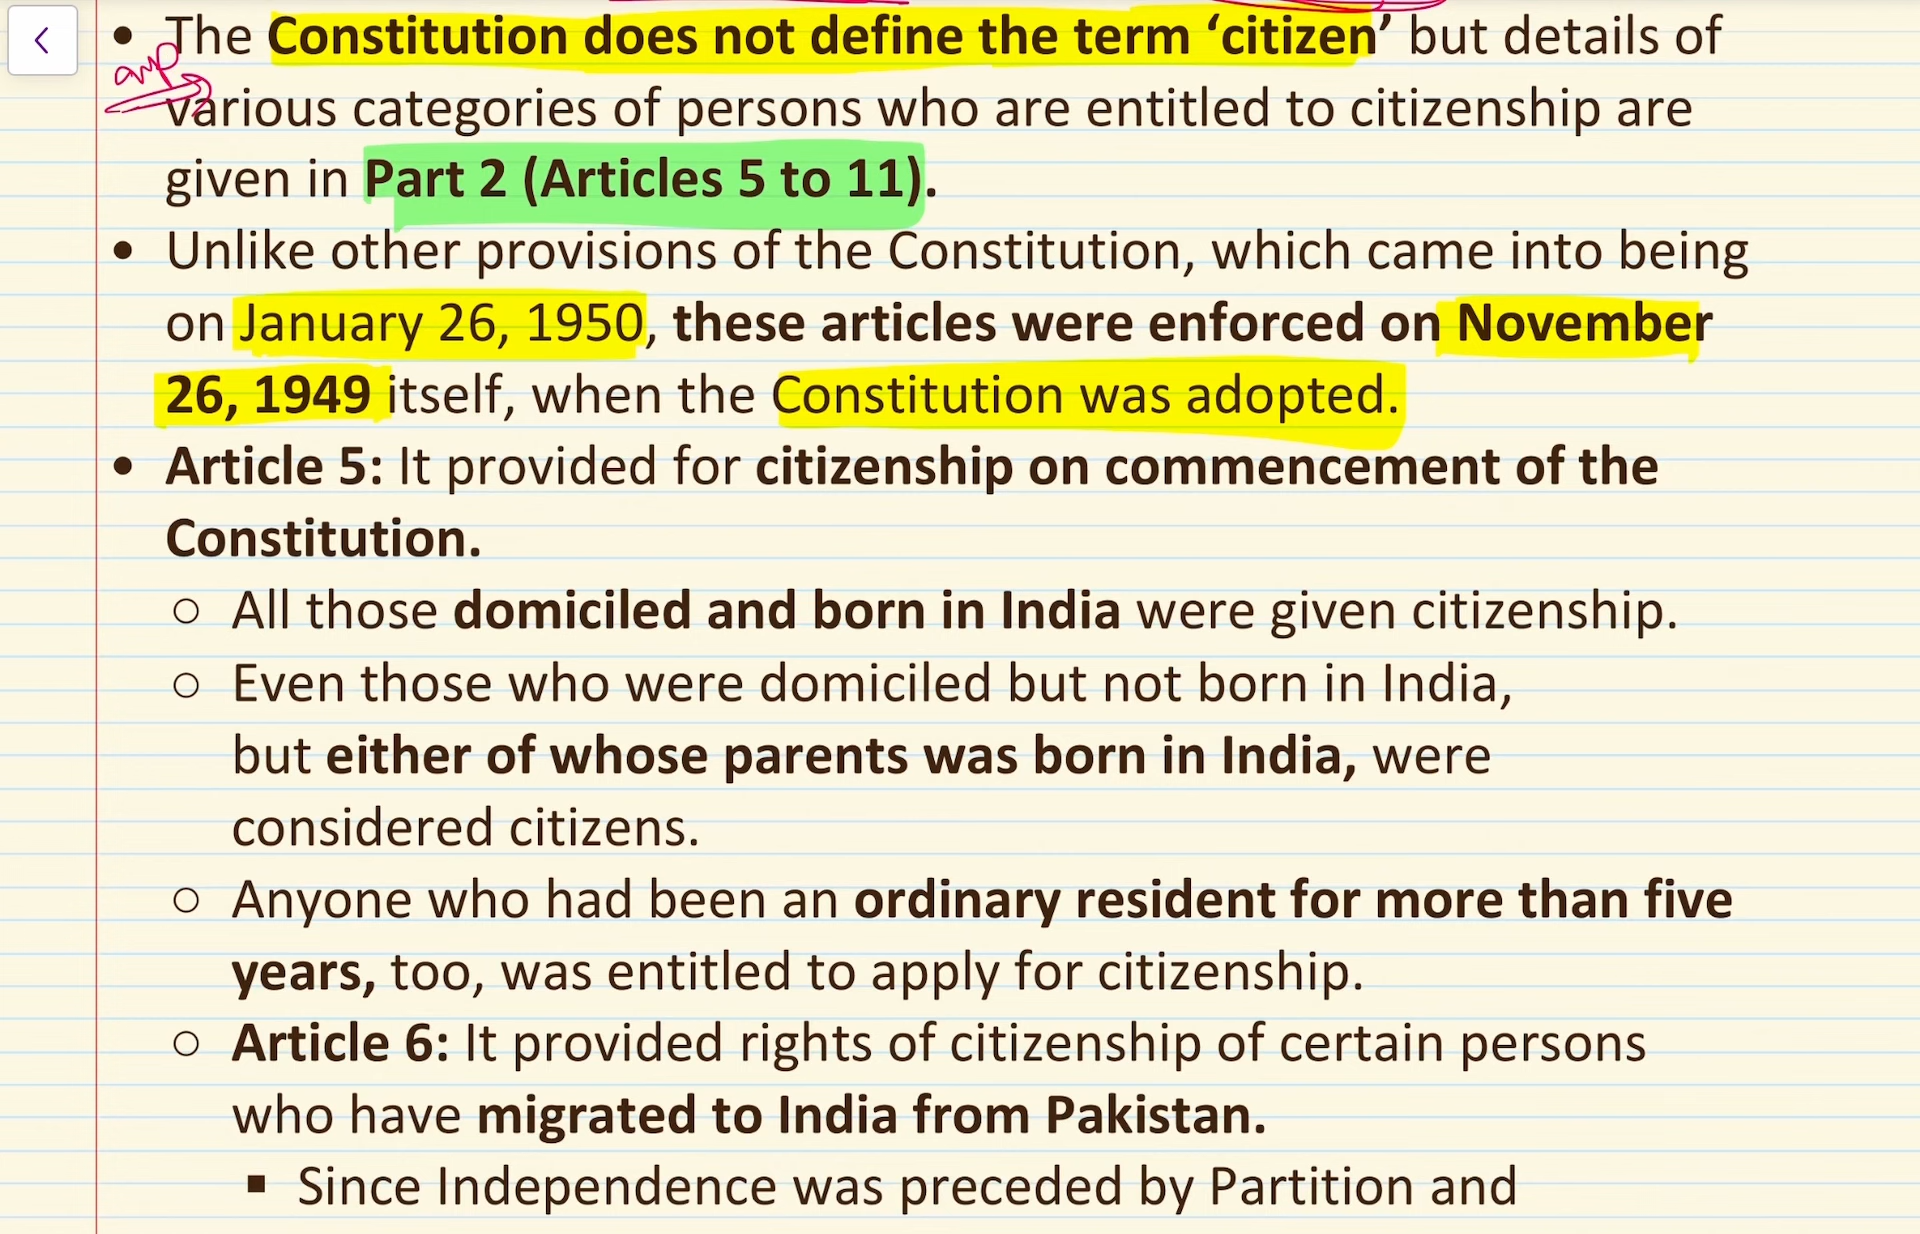 • The Constitution does not define the term ‘citizen’ but details of
imp
various categories of persons who are entitled to citizenship are
given in Part 2 (Articles 5 to 11).
• Unlike other provisions of the Constitution, which came into being
on January 26, 1950, these articles were enforced on November
26, 1949 itself, when the Constitution was adopted.
• Article 5: It provided for citizenship on commencement of the
Constitution.
○ All those domiciled and born in India were given citizenship.
○ Even those who were domiciled but not born in India,
but either of whose parents was born in India, were
considered citizens.
○ Anyone who had been an ordinary resident for more than five
years, too, was entitled to apply for citizenship.
○ Article 6: It provided rights of citizenship of certain persons
who have migrated to India from Pakistan.
▪ Since Independence was preceded by Partition and